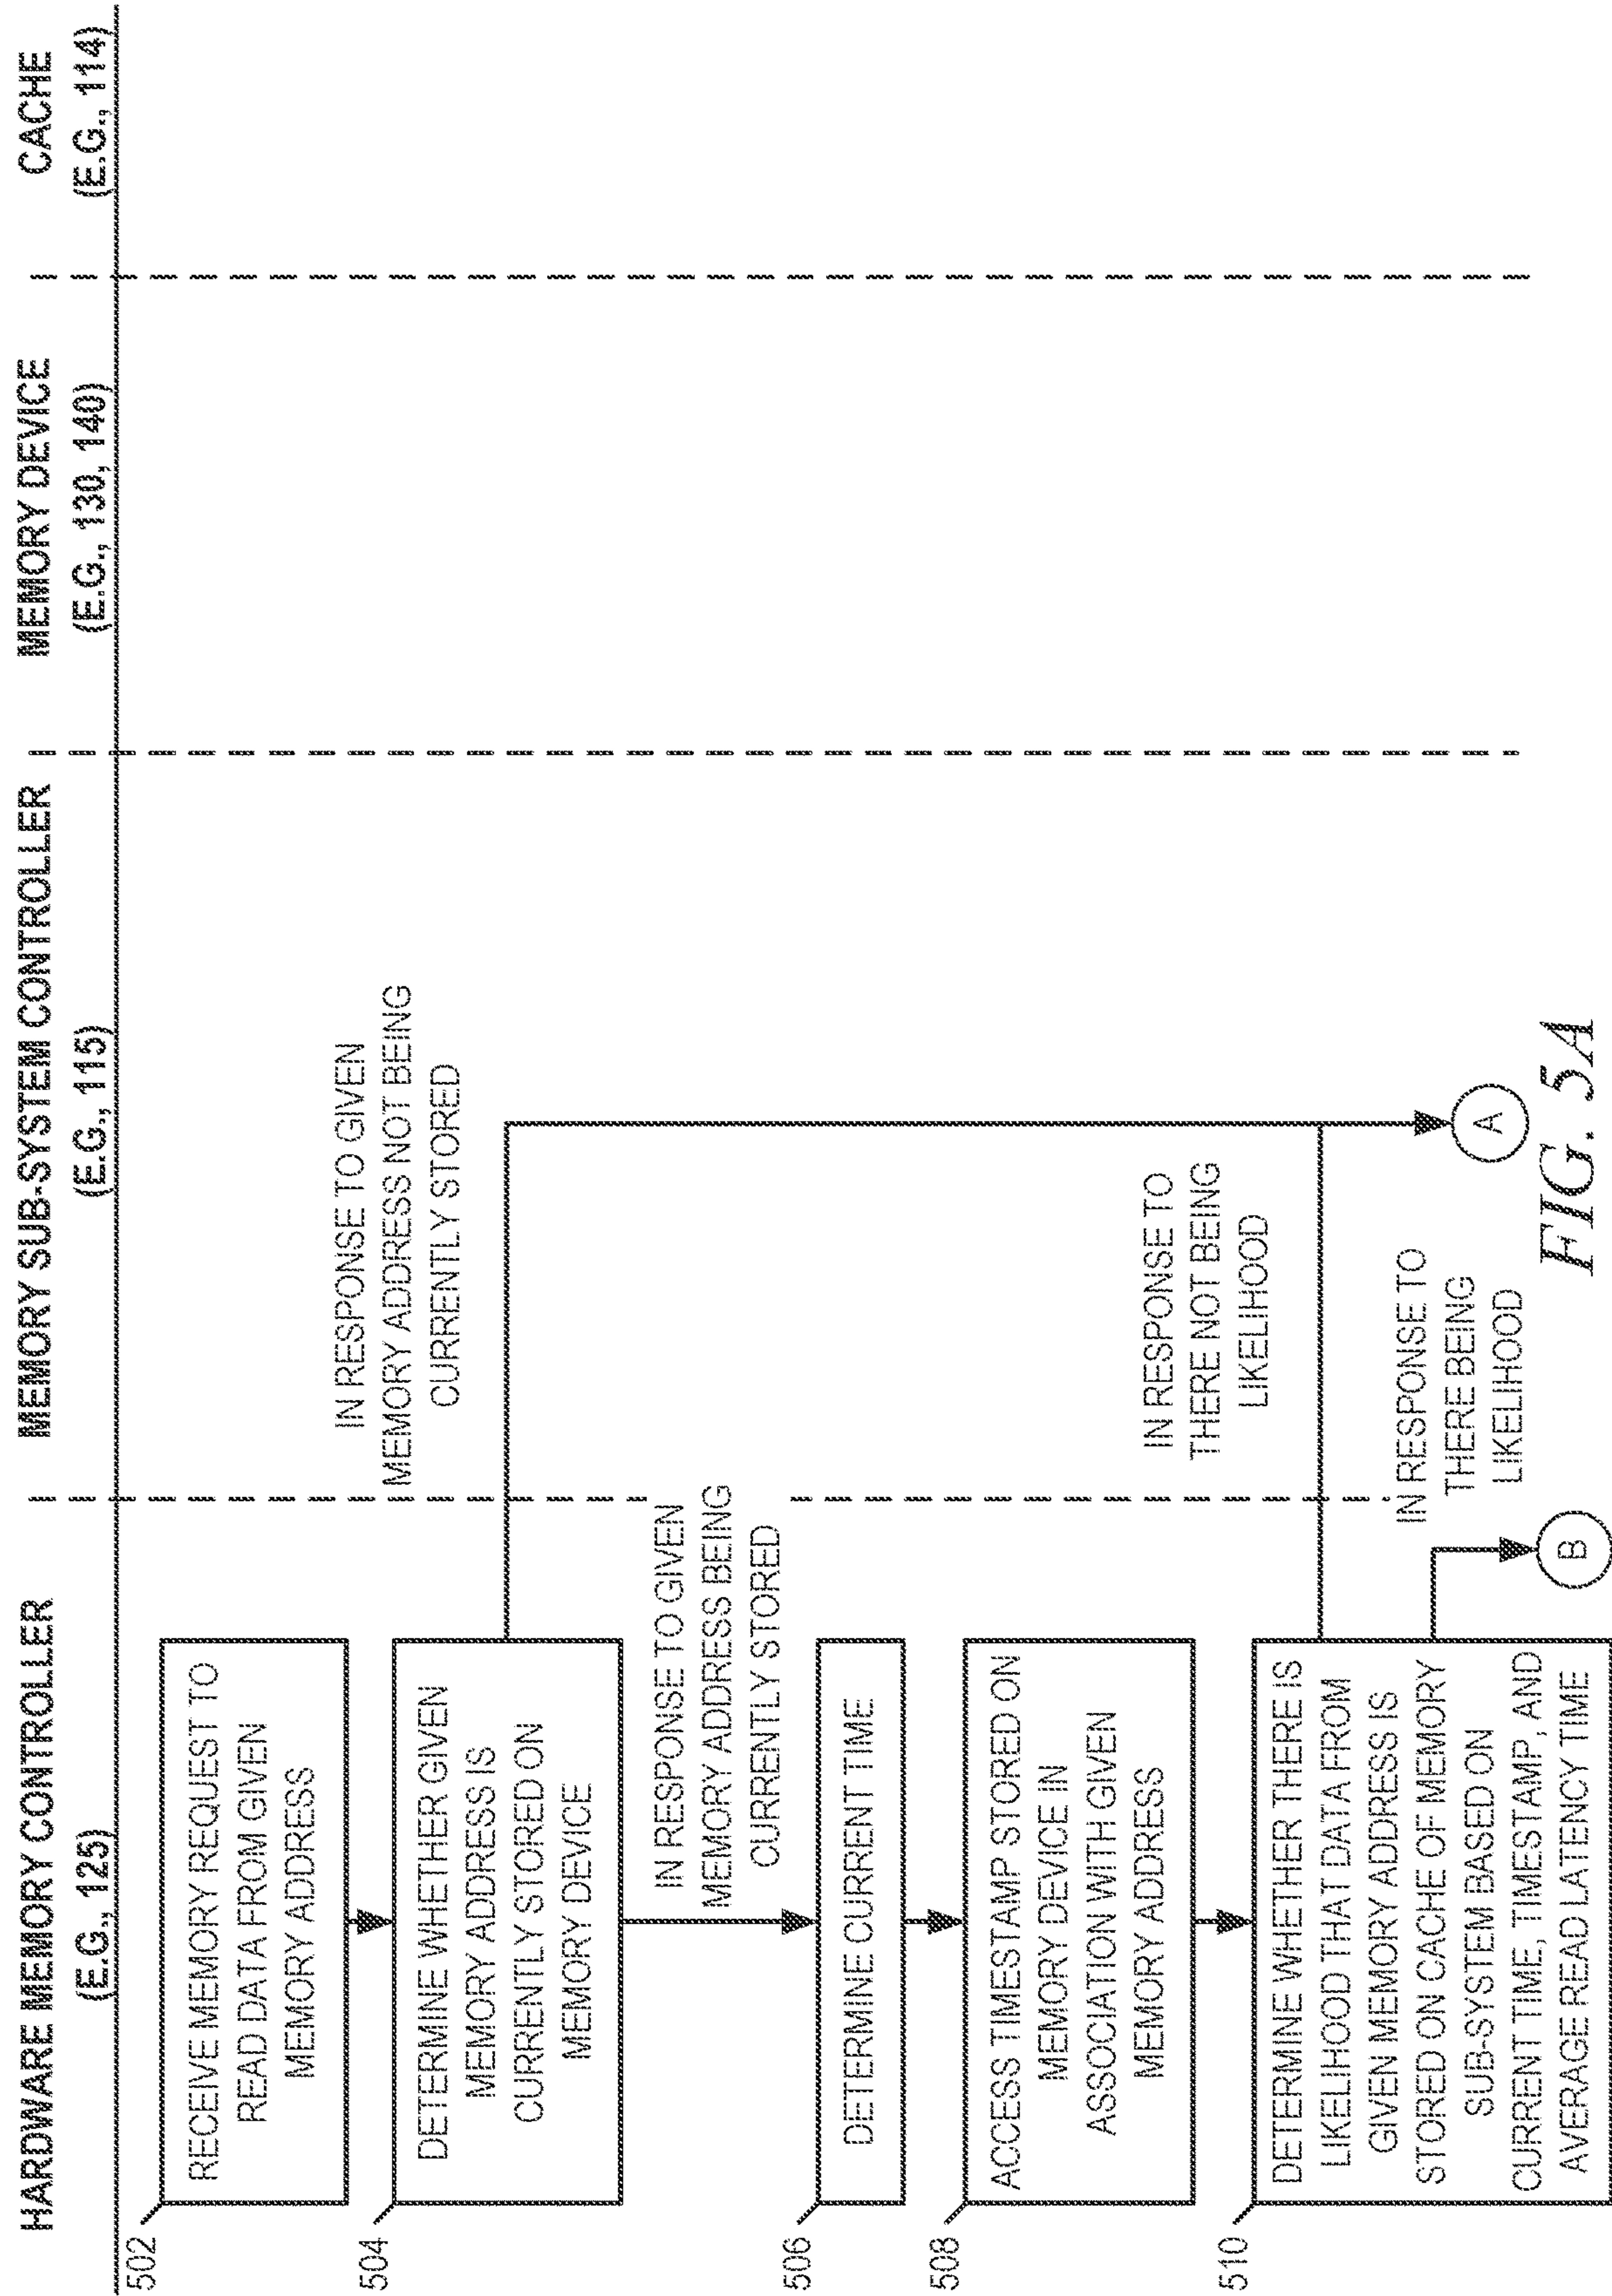 HARDWARE MEMORY CONTROLLER
(E.G., 125)
MEMORY SUB-SYSTEM CONTROLLER
(E.G., 115)
MEMORY DEVICE
(E.G., 130, 140)
CACHE
(E.G., 114)
502
RECEIVE MEMORY REQUEST TO
READ DATA FROM GIVEN
MEMORY ADDRESS
504
DETERMINE WHETHER GIVEN
MEMORY ADDRESS IS
CURRENTLY STORED ON
MEMORY DEVICE
IN RESPONSE TO GIVEN
MEMORY ADDRESS NOT BEING
CURRENTLY STORED
IN RESPONSE TO GIVEN
MEMORY ADDRESS BEING
CURRENTLY STORED
506
DETERMINE CURRENT TIME
508
ACCESS TIMESTAMP STORED ON
MEMORY DEVICE IN
ASSOCIATION WITH GIVEN
MEMORY ADDRESS
510
DETERMINE WHETHER THERE IS
LIKELIHOOD THAT DATA FROM
GIVEN MEMORY ADDRESS IS
STORED ON CACHE OF MEMORY
SUB-SYSTEM BASED ON
CURRENT TIME, TIMESTAMP, AND
AVERAGE READ LATENCY TIME
IN RESPONSE TO
THERE NOT BEING
LIKELIHOOD
IN RESPONSE TO
THERE BEING
LIKELIHOOD
A
B
FIG. 5A